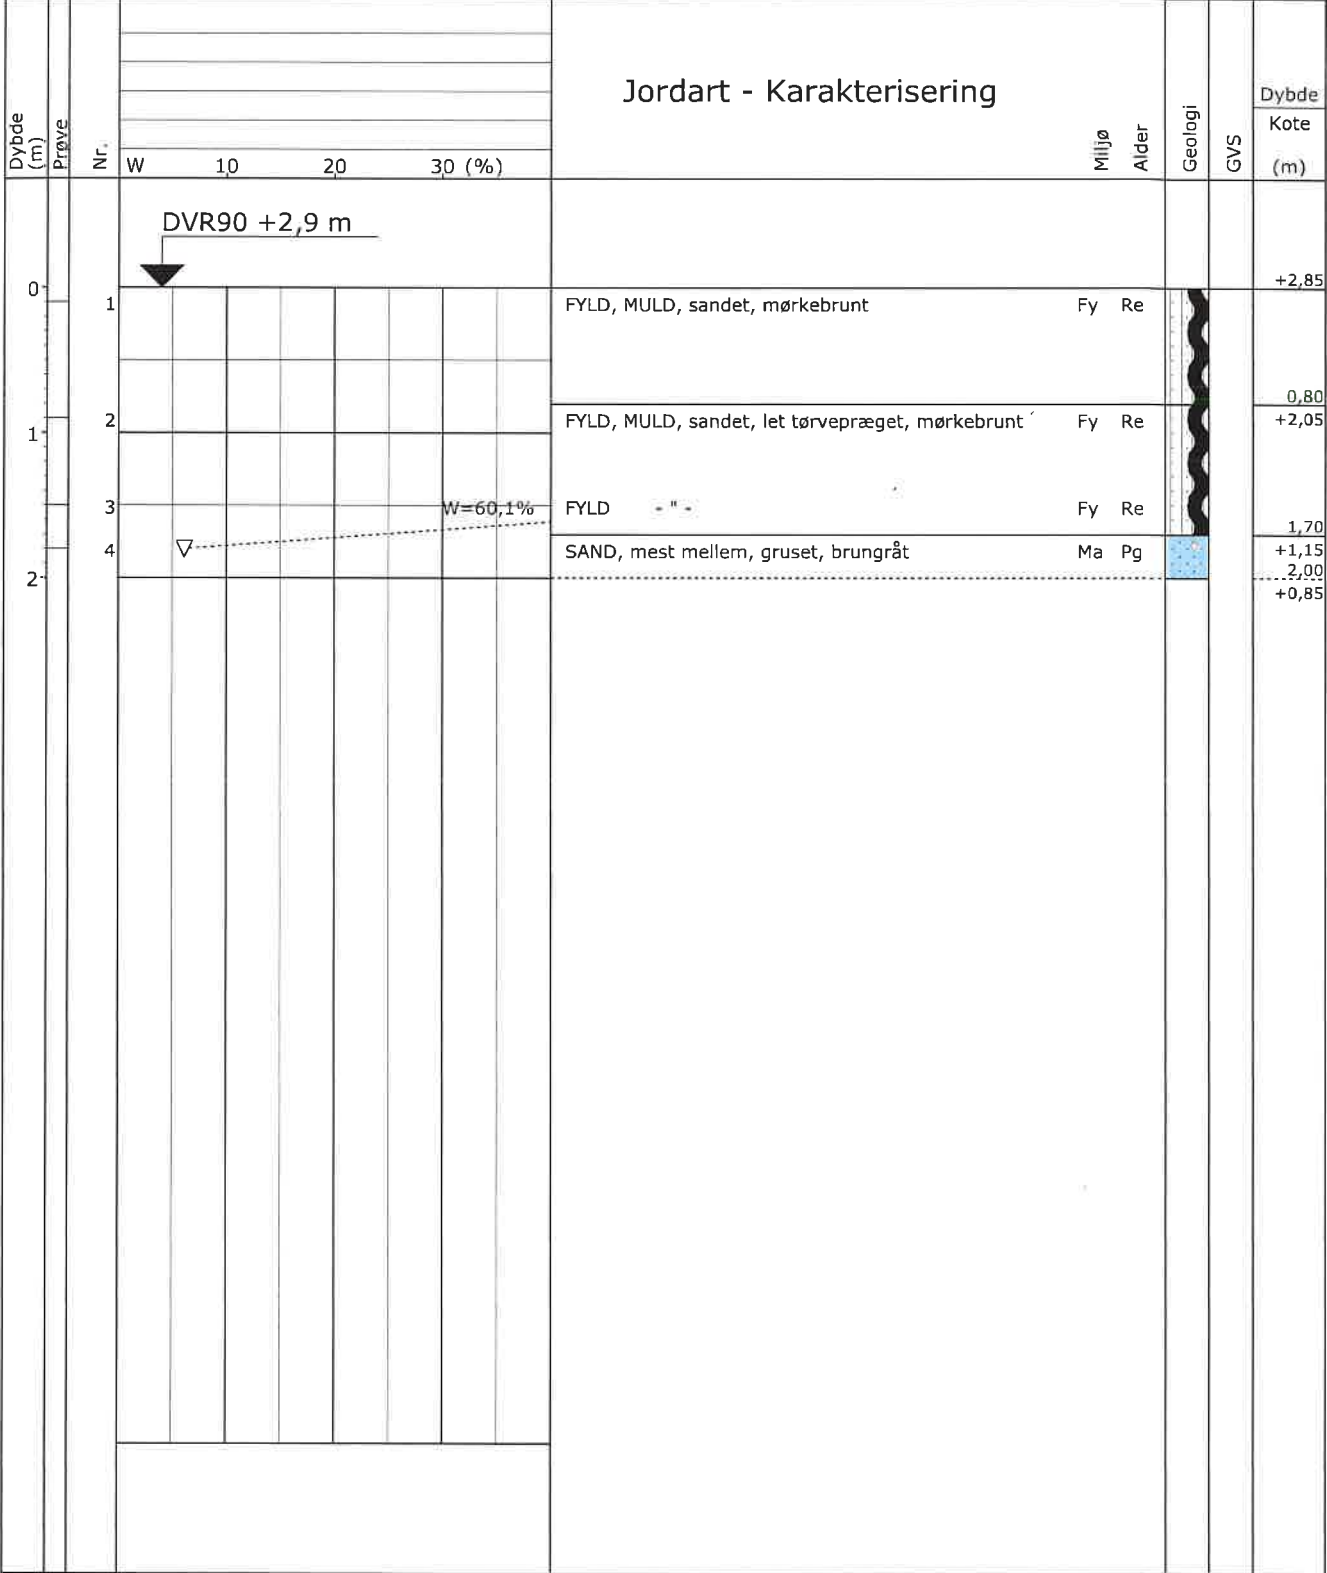 Jordart - Karakterisering
Dybde (m)
Prøve
Nr.
W 10 20 30 (%)
Miljø
Alder
Geologi
GVS
Dybde
Kote
(m)
DVR90 +2,9 m
0
+2,85
1 FYLD, MULD, sandet, mørkebrunt Fy Re
0,80
2 FYLD, MULD, sandet, let tørvepræget, mørkebrunt Fy Re +2,05
1
3 W=60,1% FYLD - " - Fy Re
1,70
4 SAND, mest mellem, gruset, brungråt Ma Pg +1,15
2 2,00
+0,85